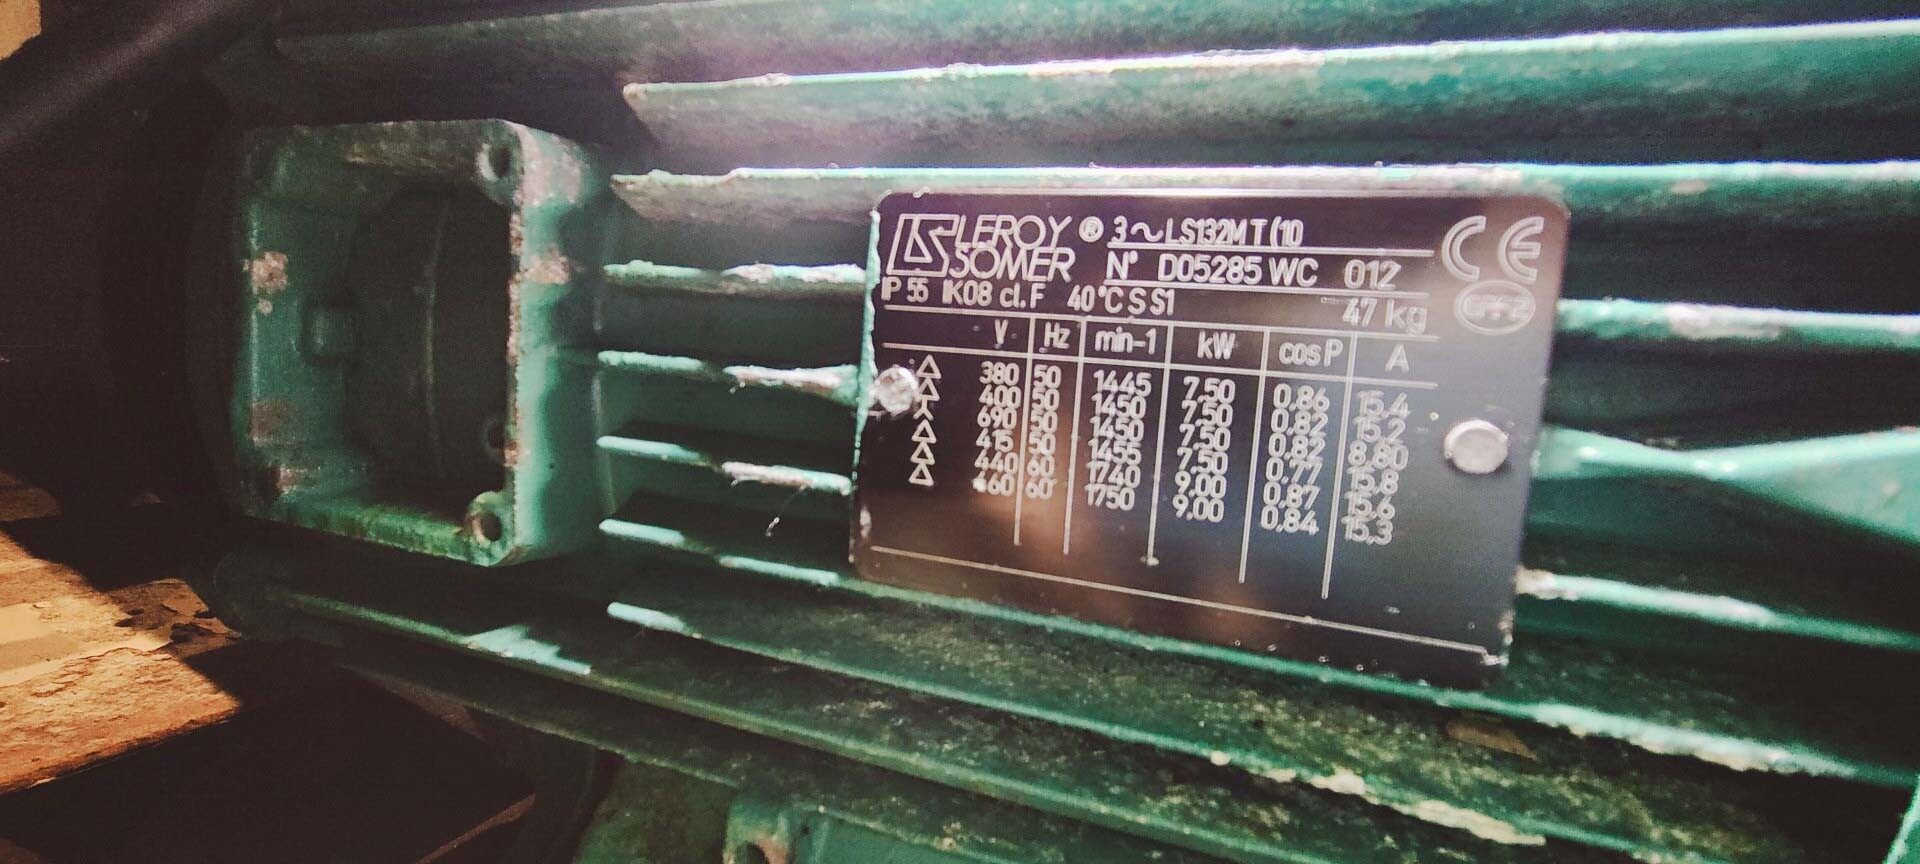 LS LEROY SOMER ® 3~ LS132M T(10
N° D05285 WC 012
IP 55 IK08 cl.F 40°C S S1 47 kg
V Hz min-1 kW cos P A
△ 380 50 1445 7,50 0,86 15,4
△ 400 50 1450 7,50 0,82 15,2
Y 690 50 1450 7,50 0,82 8,80
△ 415 50 1455 7,50 0,77 15,8
△ 440 60 1740 9,00 0,87 15,6
△ 460 60 1750 9,00 0,84 15,3
CE